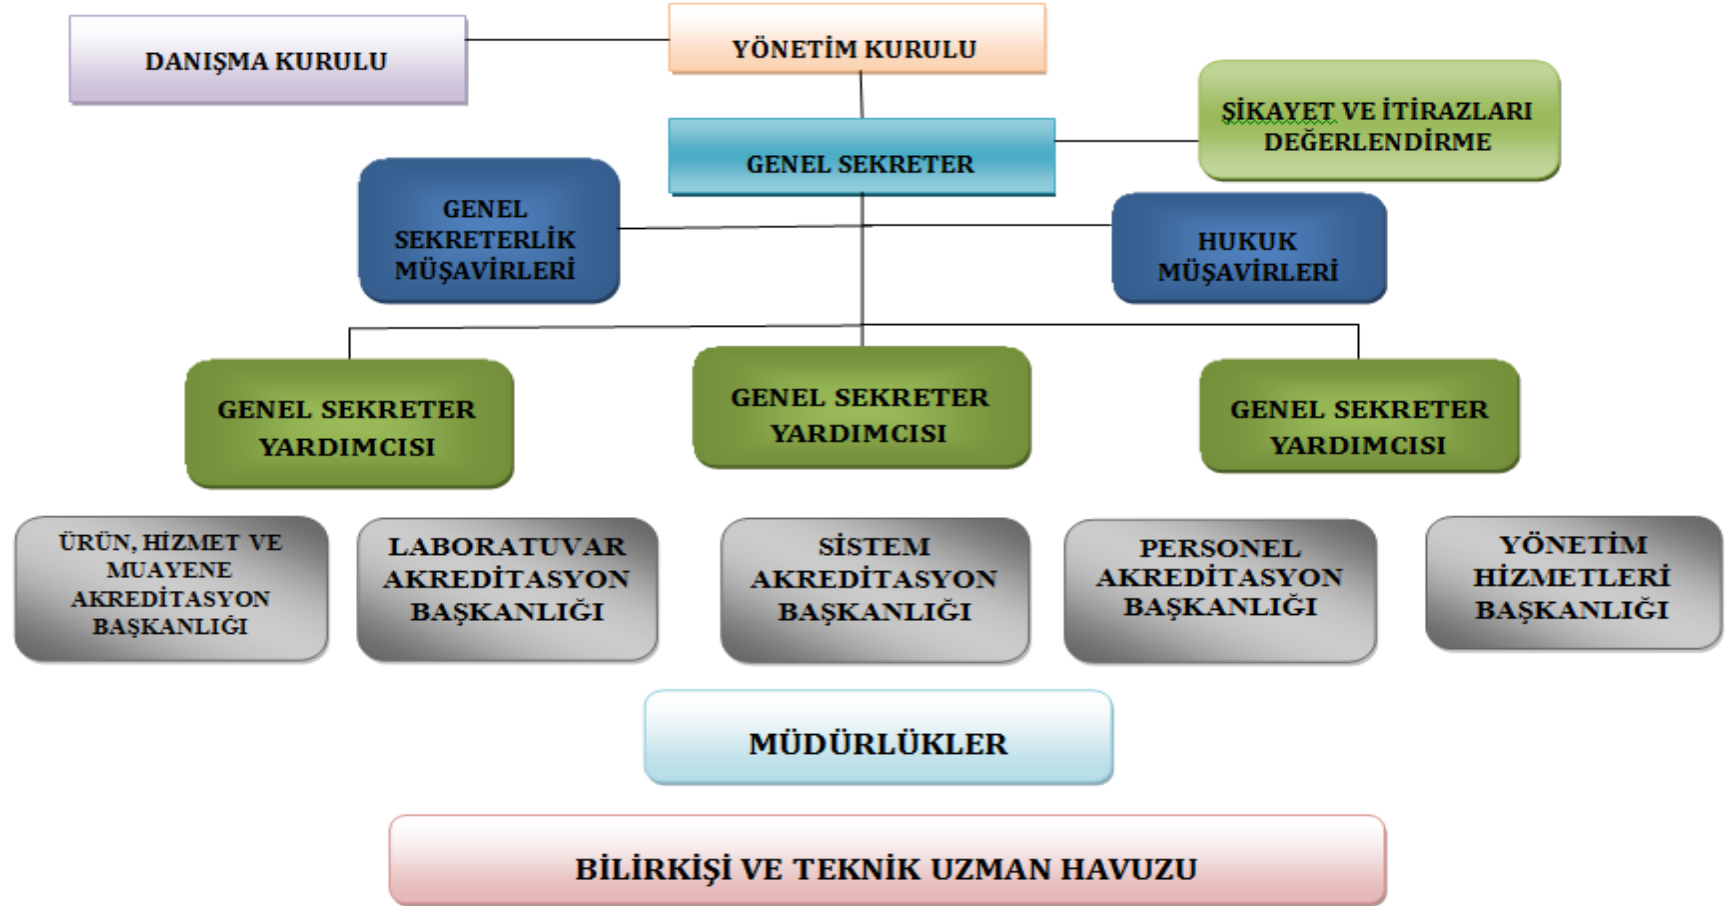 DANIŞMA KURULU
YÖNETİM KURULU
ŞİKAYET VE İTİRAZLARI
DEĞERLENDİRME
GENEL SEKRETER
GENEL
SEKRETERLİK
MÜŞAVİRLERİ
HUKUK
MÜŞAVİRLERİ
GENEL SEKRETER
YARDIMCISI
GENEL SEKRETER
YARDIMCISI
GENEL SEKRETER
YARDIMCISI
ÜRÜN, HİZMET VE
MUAYENE
AKREDİTASYON
BAŞKANLIĞI
LABORATUVAR
AKREDİTASYON
BAŞKANLIĞI
SİSTEM
AKREDİTASYON
BAŞKANLIĞI
PERSONEL
AKREDİTASYON
BAŞKANLIĞI
YÖNETİM
HİZMETLERİ
BAŞKANLIĞI
MÜDÜRLÜKLER
BİLİRKİŞİ VE TEKNİK UZMAN HAVUZU